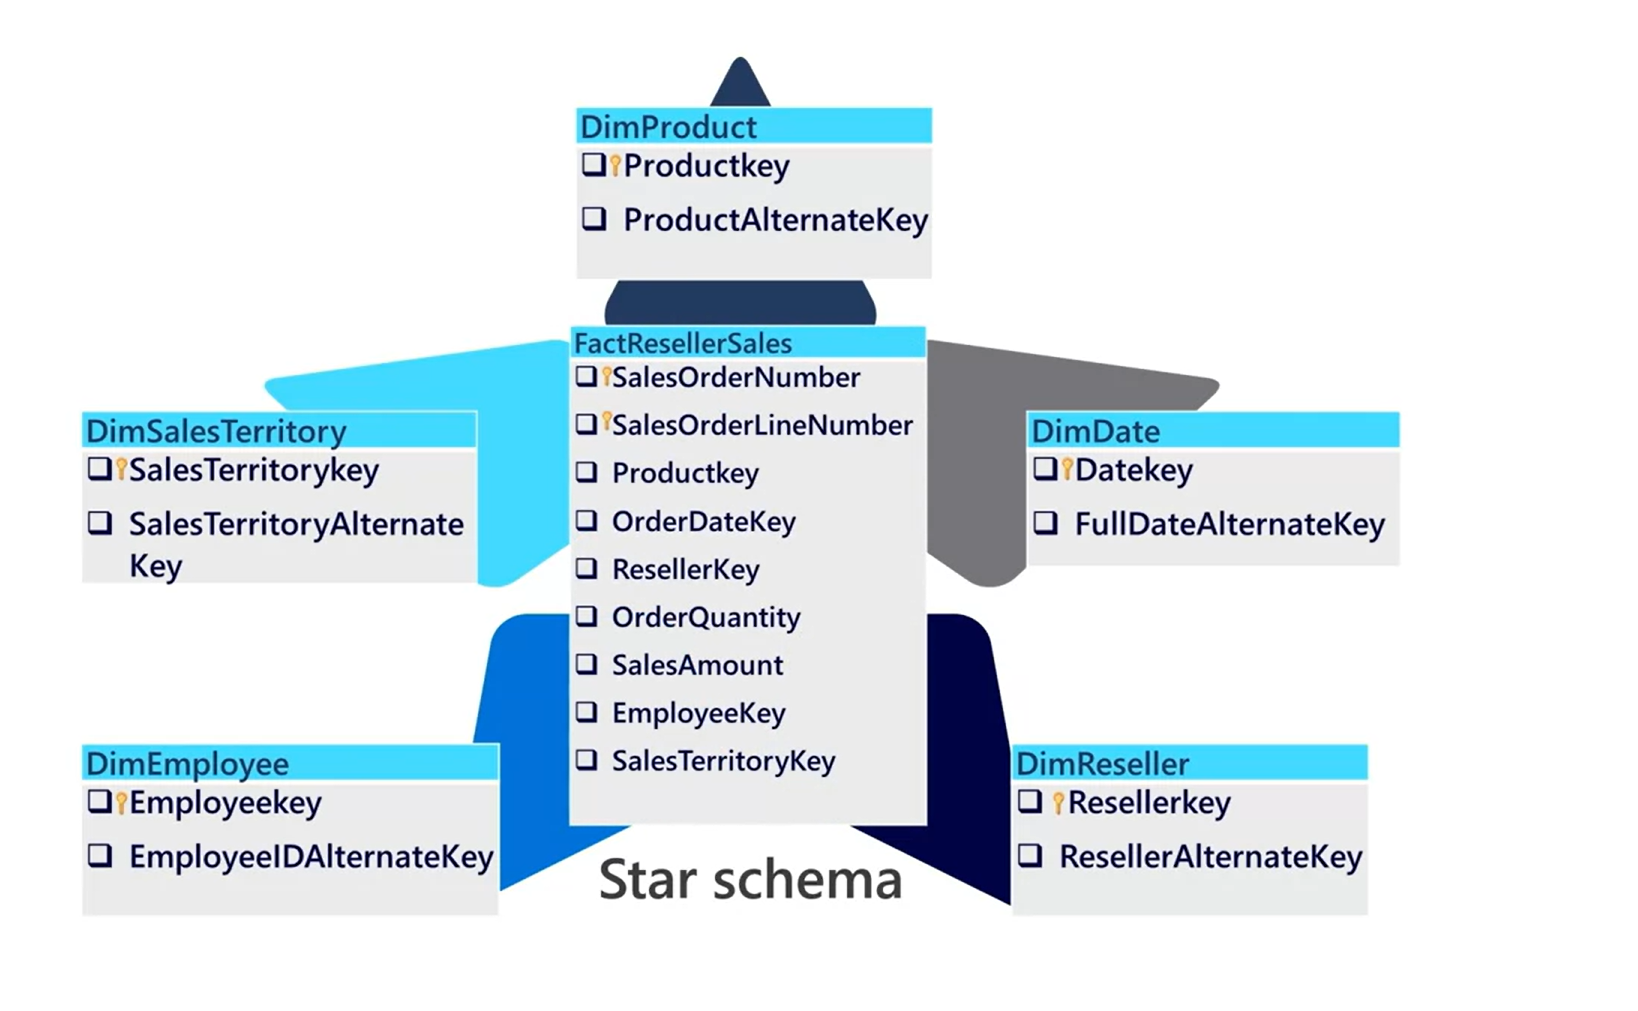 DimProduct
Productkey
ProductAlternateKey
FactResellerSales
SalesOrderNumber
SalesOrderLineNumber
Productkey
OrderDateKey
ResellerKey
OrderQuantity
SalesAmount
EmployeeKey
SalesTerritoryKey
DimSalesTerritory
SalesTerritorykey
SalesTerritoryAlternate
Key
DimDate
Datekey
FullDateAlternateKey
DimEmployee
Employeekey
EmployeeIDAlternateKey
DimReseller
Resellerkey
ResellerAlternateKey
Star schema